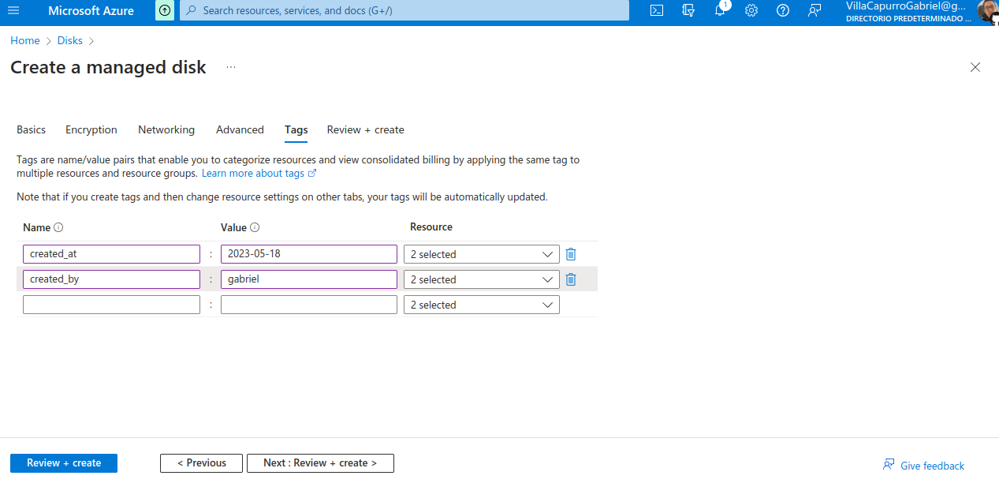 Microsoft Azure
Search resources, services, and docs (G+/)
1
VillaCapurroGabriel@g...
DIRECTORIO PREDETERMINADO ...
Home > Disks >
Create a managed disk ...
Basics Encryption Networking Advanced Tags Review + create
Tags are name/value pairs that enable you to categorize resources and view consolidated billing by applying the same tag to
multiple resources and resource groups. Learn more about tags
Note that if you create tags and then change resource settings on other tabs, your tags will be automatically updated.
Name Value Resource
created_at : 2023-05-18 2 selected
created_by : gabriel 2 selected
: 2 selected
Review + create < Previous Next : Review + create > Give feedback